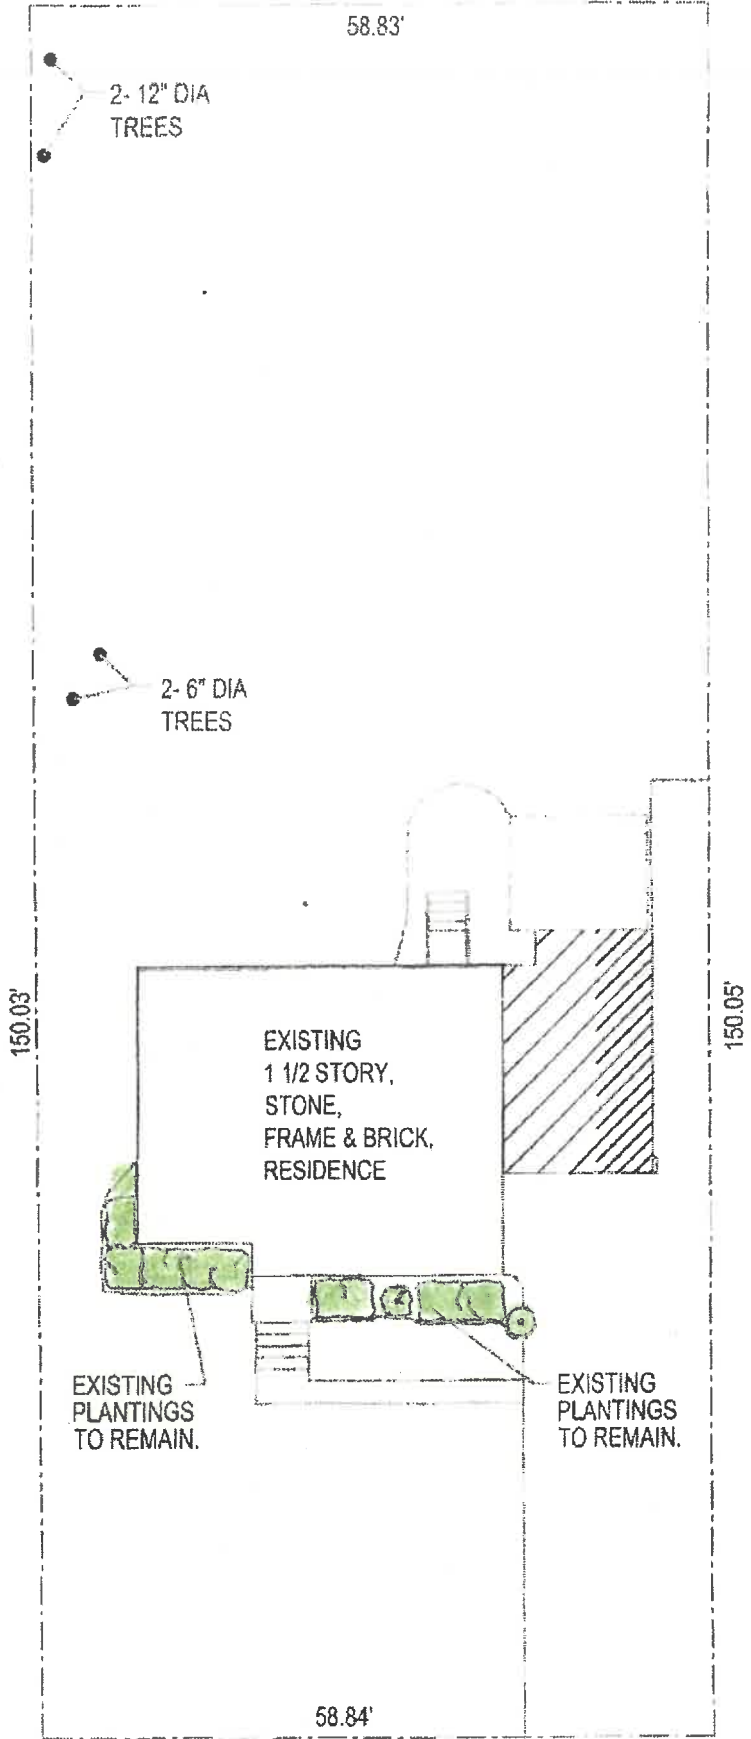 58.83'
2- 12" DIA
TREES
2- 6" DIA
TREES
150.03'
150.05'
EXISTING
1 1/2 STORY,
STONE,
FRAME & BRICK,
RESIDENCE
EXISTING
PLANTINGS
TO REMAIN.
EXISTING
PLANTINGS
TO REMAIN.
58.84'